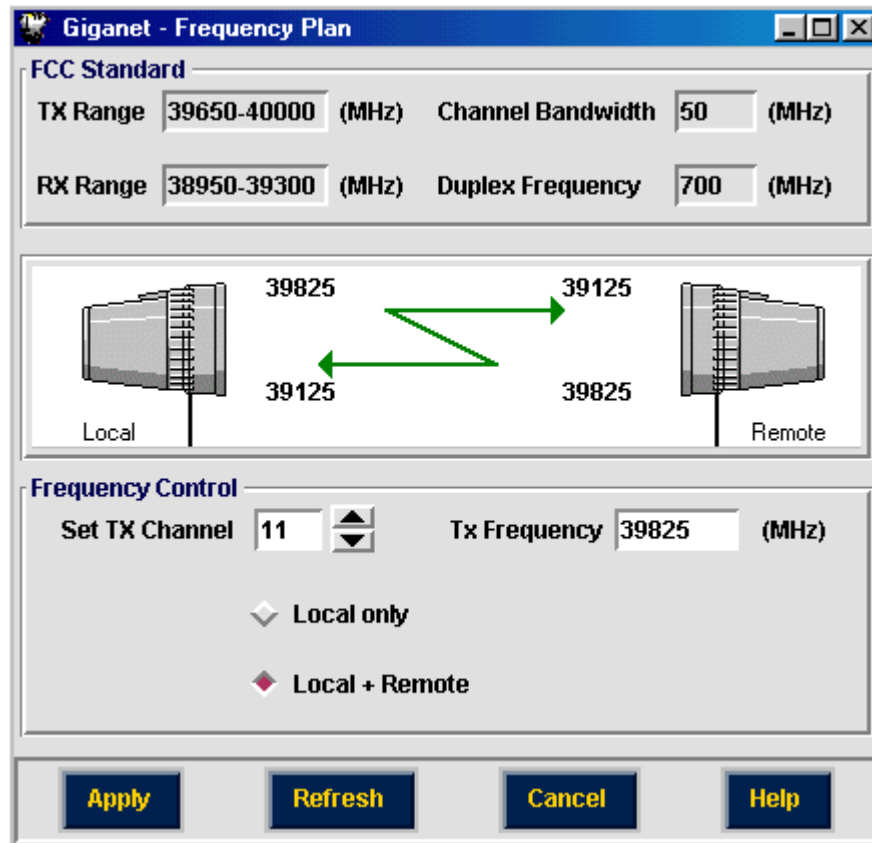 Giganet - Frequency Plan
FCC Standard
TX Range 39650-40000 (MHz) Channel Bandwidth 50 (MHz)
RX Range 38950-39300 (MHz) Duplex Frequency 700 (MHz)
39825 39125
39125 39825
Local Remote
Frequency Control
Set TX Channel 11 Tx Frequency 39825 (MHz)
Local only
Local + Remote
Apply Refresh Cancel Help